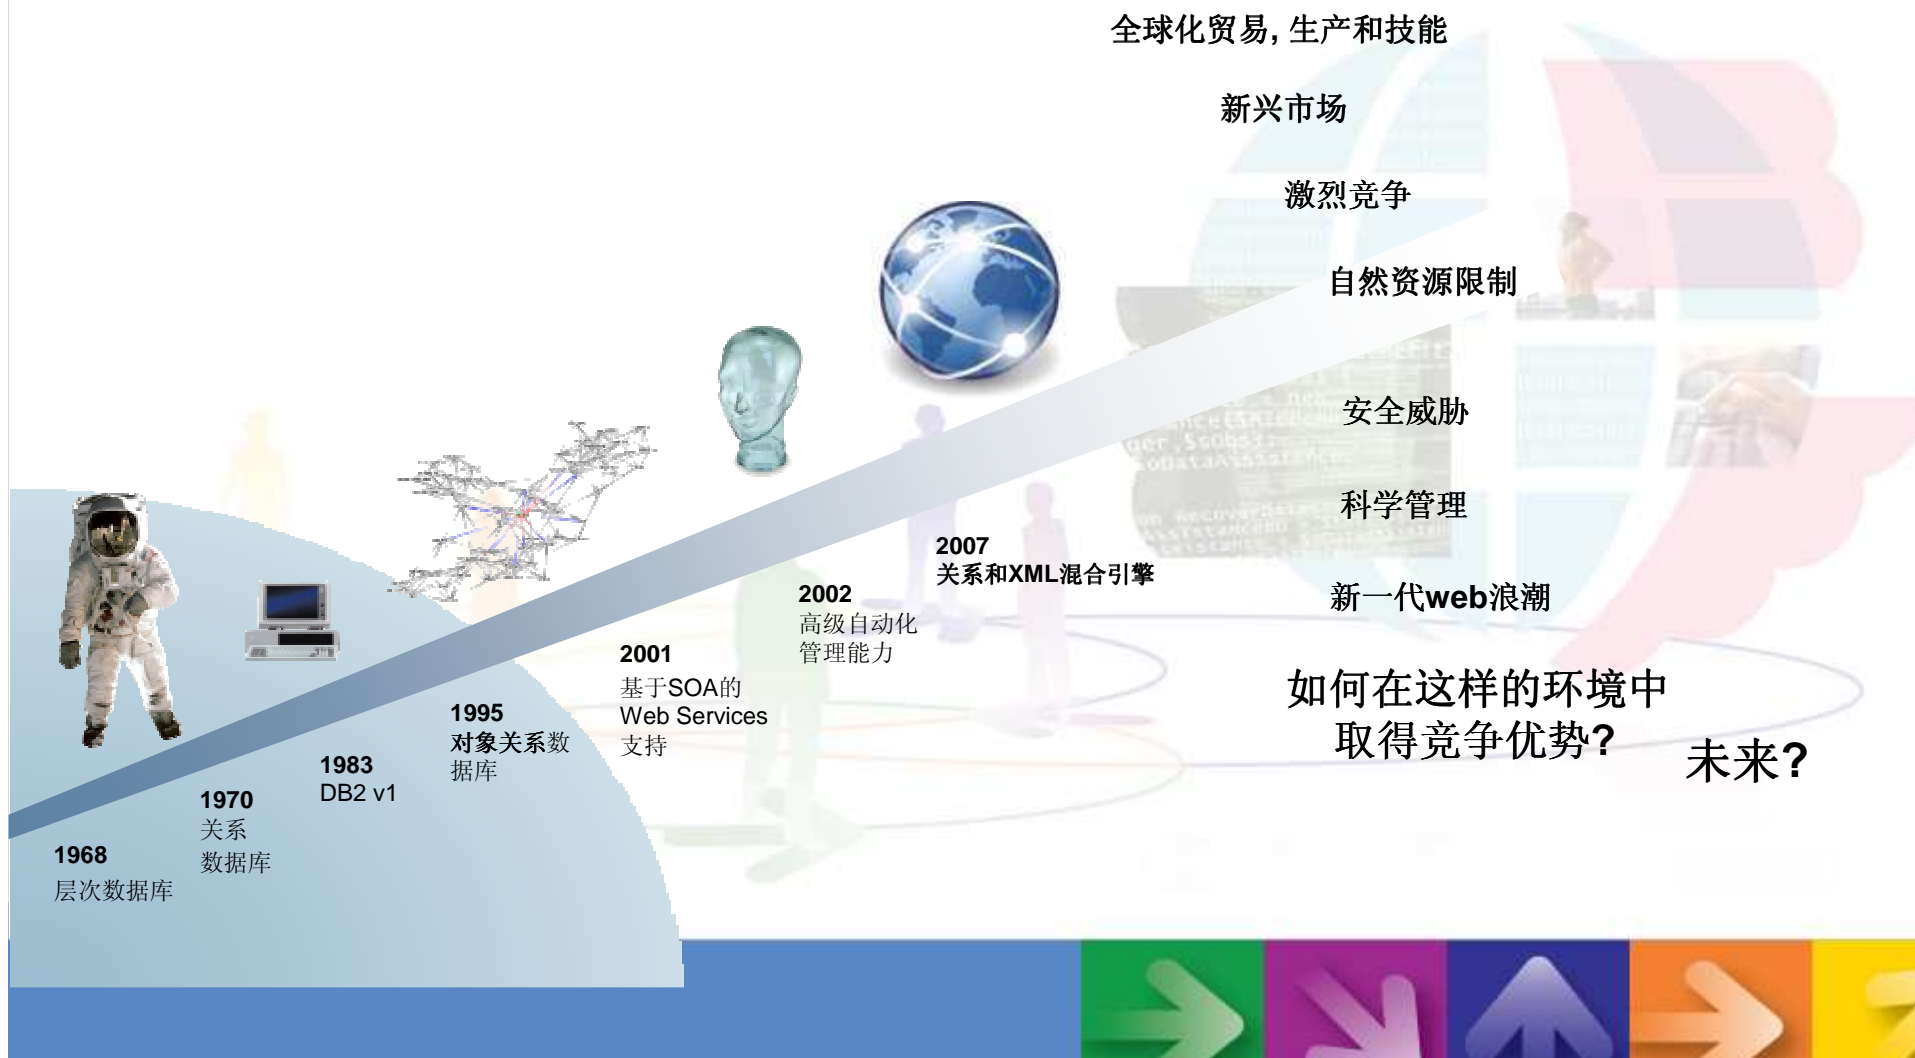 全球化贸易, 生产和技能
新兴市场
激烈竞争
自然资源限制
安全威胁
科学管理
新一代web浪潮
如何在这样的环境中
取得竞争优势?
未来?
2007
关系和XML混合引擎
2002
高级自动化
管理能力
2001
基于SOA的
Web Services
支持
1995
对象关系数
据库
1983
DB2 v1
1970
关系
数据库
1968
层次数据库